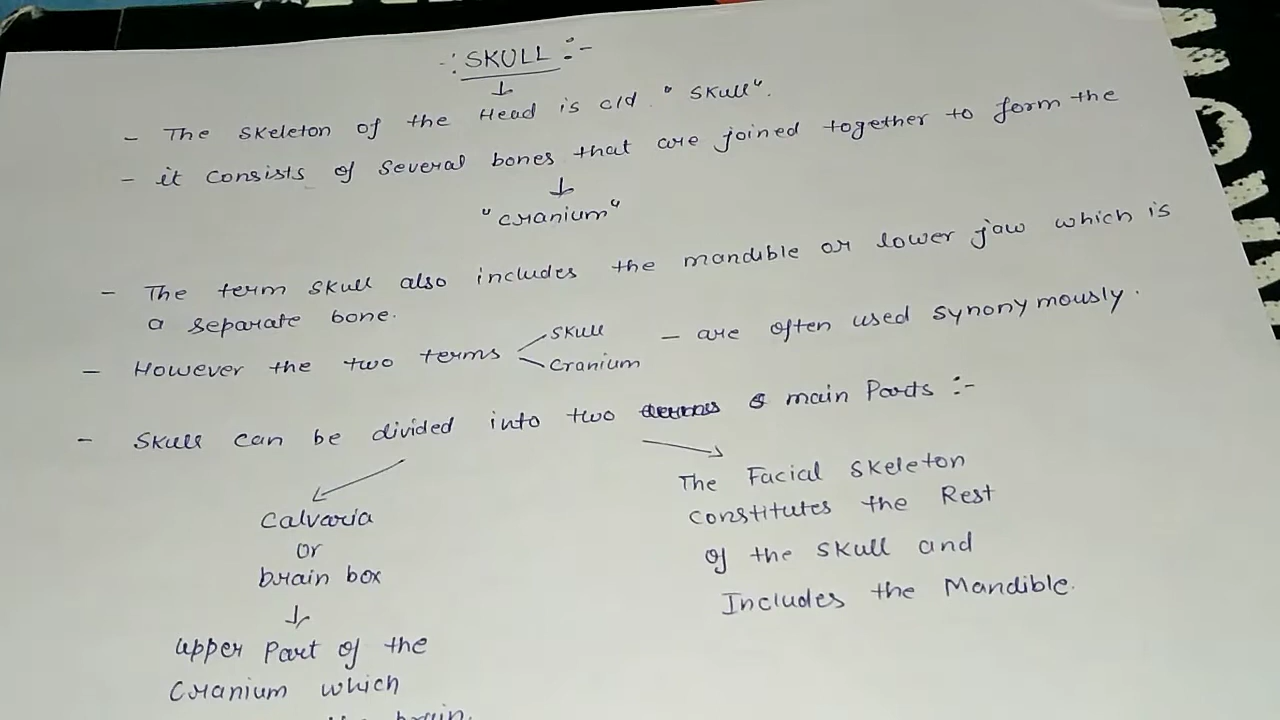 -: SKULL :-
↓
- The skeleton of the Head is c/d "skull".
- it consists of several bones that are joined together to form the
↓
"cranium"
- The term skull also includes the mandible or lower jaw which is
a separate bone.
- However the two terms skull cranium - are often used synonymously.
- Skull can be divided into two main Parts :-
Calvaria
or
brain box
↓
upper part of the
Cranium which
the brain.
The Facial skeleton
constitutes the Rest
of the skull and
Includes the Mandible.